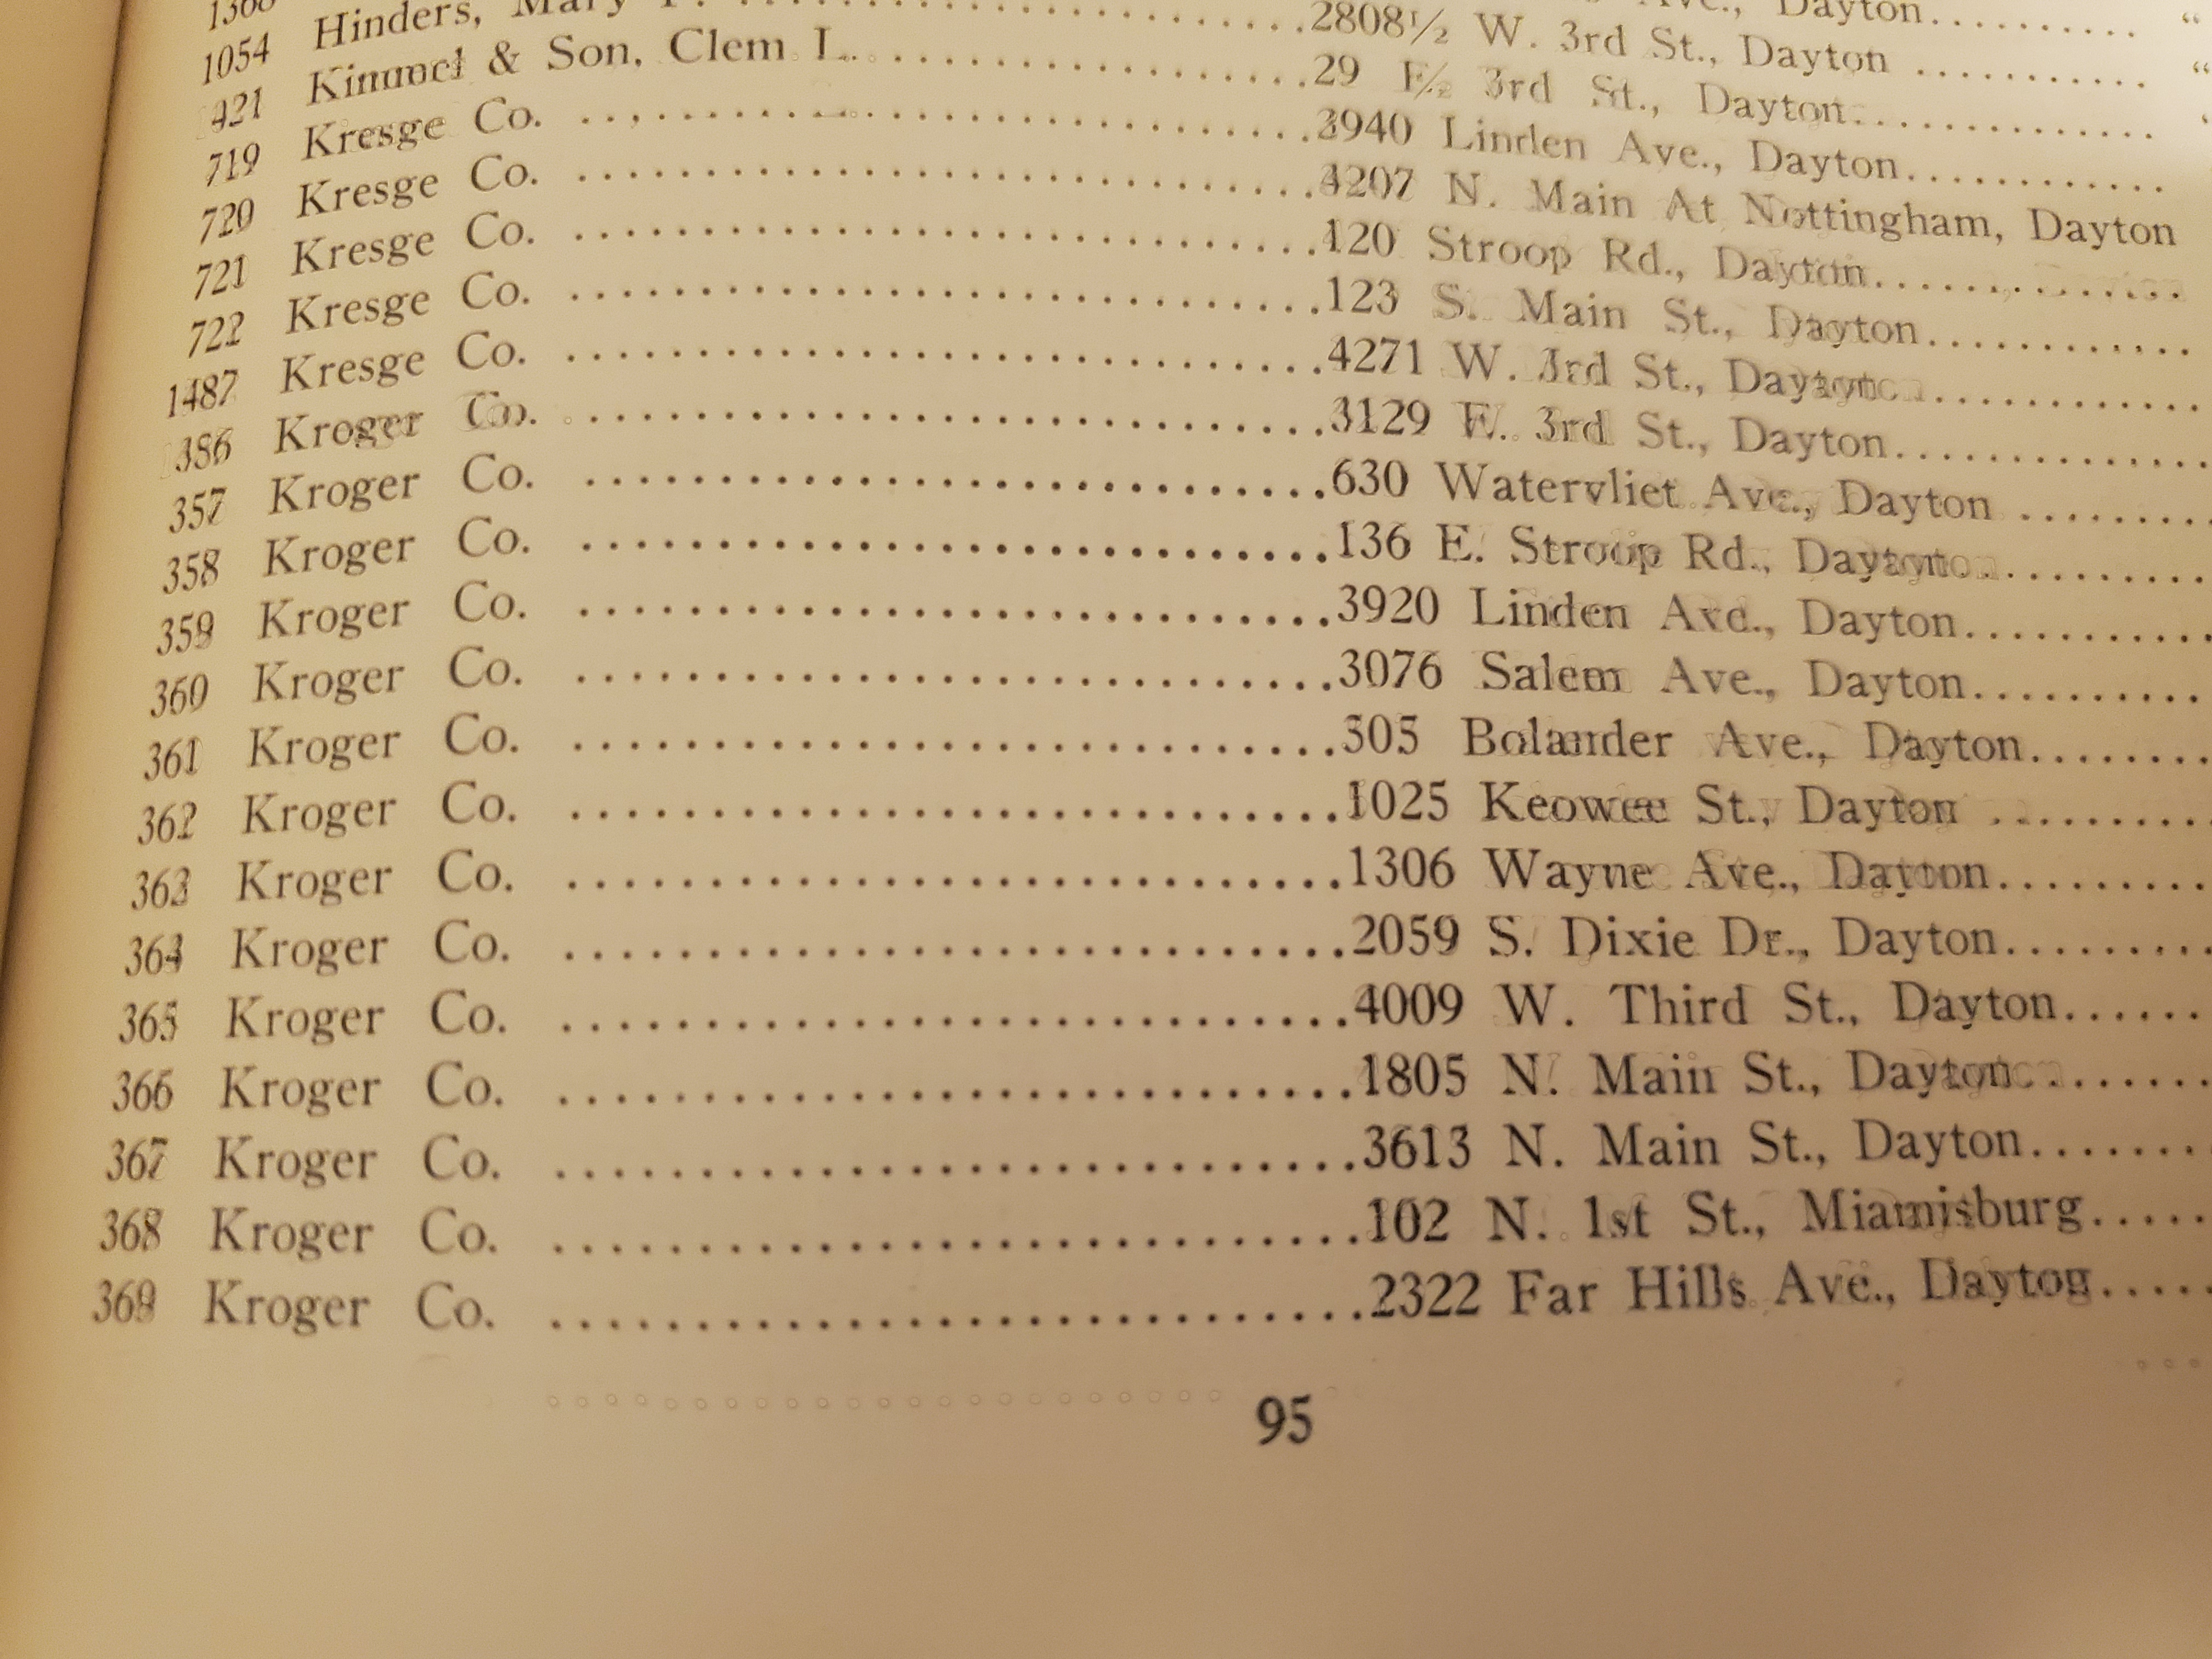 Ave., Dayton
1054 Hinders, Mary F. 2808½ W. 3rd St., Dayton "
421 Kimmel & Son, Clem L. 29 E. 3rd St., Dayton
719 Kresge Co. 3940 Linden Ave., Dayton
720 Kresge Co. 4207 N. Main At Nottingham, Dayton
721 Kresge Co. 120 Stroop Rd., Dayton
722 Kresge Co. 123 S. Main St., Dayton
1487 Kresge Co. 4271 W. 3rd St., Dayton
356 Kroger Co. 3129 E. 3rd St., Dayton
357 Kroger Co. 630 Watervliet Ave., Dayton
358 Kroger Co. 136 E. Stroop Rd., Dayton
359 Kroger Co. 3920 Linden Ave., Dayton
360 Kroger Co. 3076 Salem Ave., Dayton
361 Kroger Co. 305 Bolander Ave., Dayton
362 Kroger Co. 1025 Keowee St., Dayton
363 Kroger Co. 1306 Wayne Ave., Dayton
364 Kroger Co. 2059 S. Dixie Dr., Dayton
365 Kroger Co. 4009 W. Third St., Dayton
366 Kroger Co. 1805 N. Main St., Dayton
367 Kroger Co. 3613 N. Main St., Dayton
368 Kroger Co. 102 N. 1st St., Miamisburg
369 Kroger Co. 2322 Far Hills Ave., Dayton
95